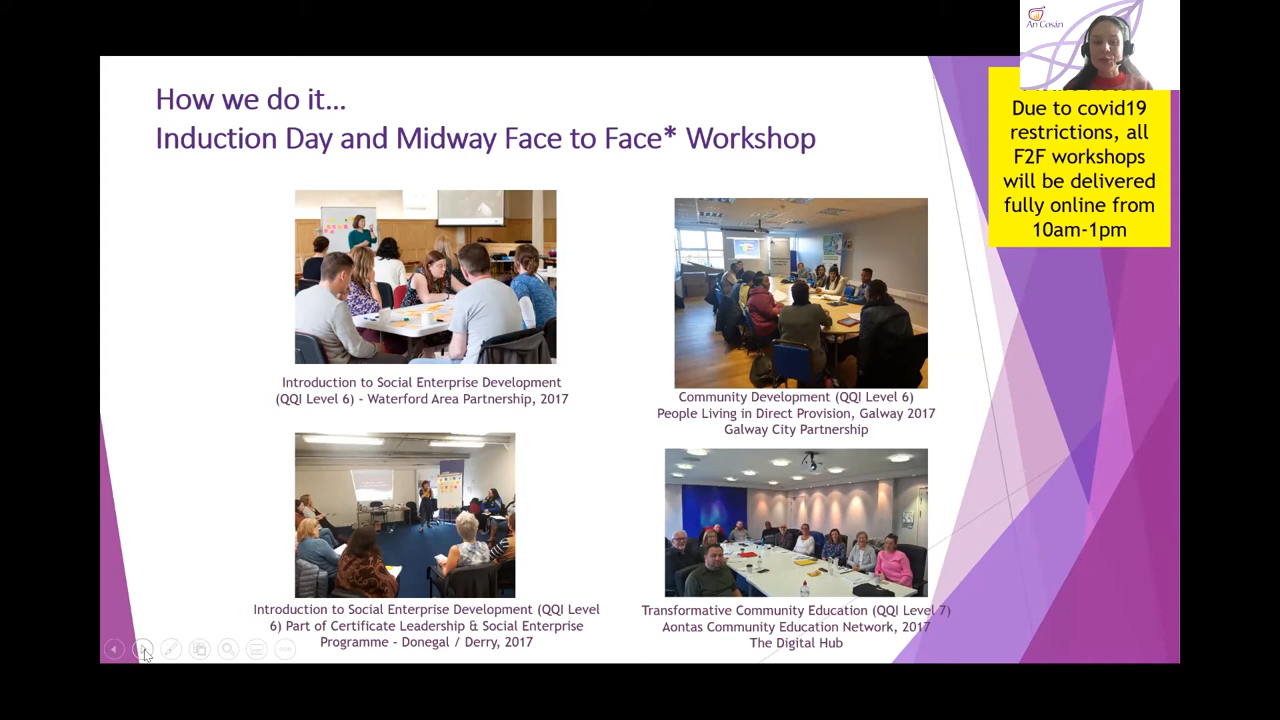 An Cosán
How we do it...
Induction Day and Midway Face to Face* Workshop
Due to covid19
restrictions, all
F2F workshops
will be delivered
fully online from
10am-1pm
Introduction to Social Enterprise Development
(QQI Level 6) - Waterford Area Partnership, 2017
Community Development (QQI Level 6)
People Living in Direct Provision, Galway 2017
Galway City Partnership
Introduction to Social Enterprise Development (QQI Level
6) Part of Certificate Leadership & Social Enterprise
Programme - Donegal / Derry, 2017
Transformative Community Education (QQI Level 7)
Aontas Community Education Network, 2017
The Digital Hub